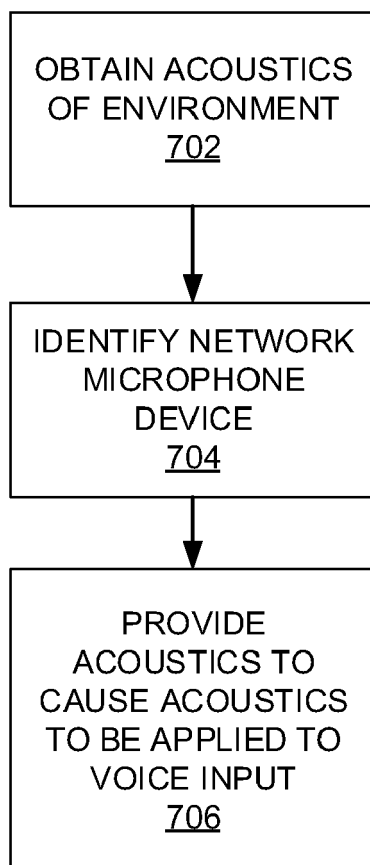 OBTAIN ACOUSTICS
OF ENVIRONMENT
702
IDENTIFY NETWORK
MICROPHONE
DEVICE
704
PROVIDE
ACOUSTICS TO
CAUSE ACOUSTICS
TO BE APPLIED TO
VOICE INPUT
706